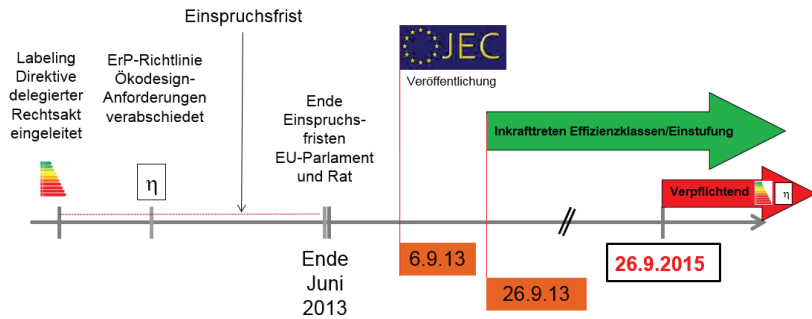 Einspruchsfrist
Labeling
Direktive
delegierter
Rechtsakt
eingeleitet
ErP-Richtlinie
Ökodesign-
Anforderungen
verabschiedet
η
Ende
Einspruchs-
fristen
EU-Parlament
und Rat
JEC
Veröffentlichung
Inkrafttreten Effizienzklassen/Einstufung
Verpflichtend
η
Ende
Juni
2013
6.9.13
26.9.13
26.9.2015